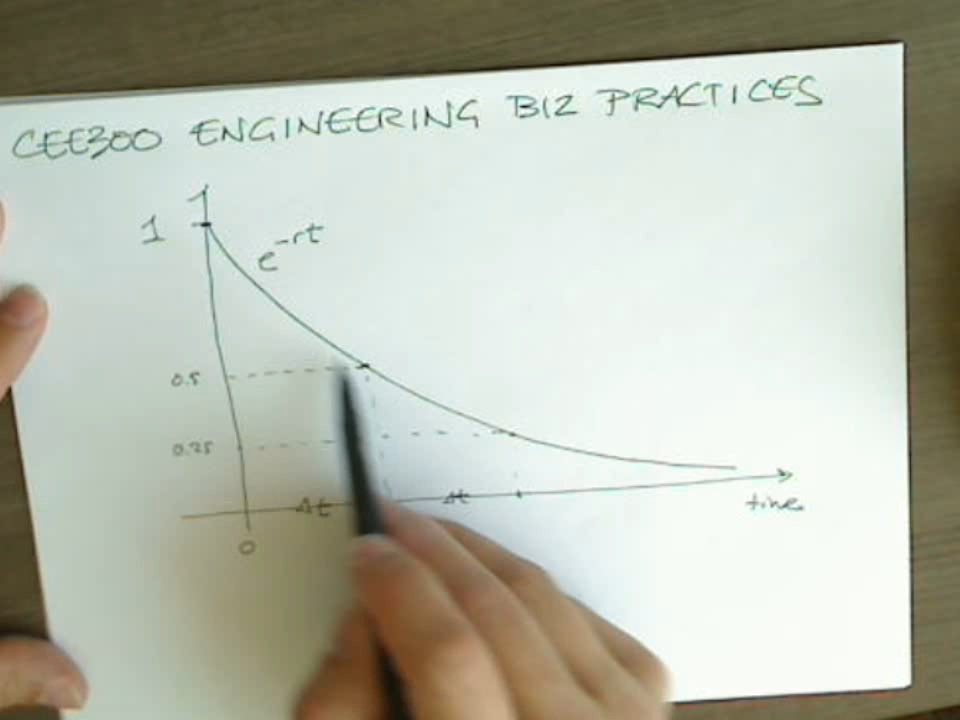 CEE300 ENGINEERING BIZ PRACTICES
1
e^-rt
0.5
0.25
Δt Δt
time
0